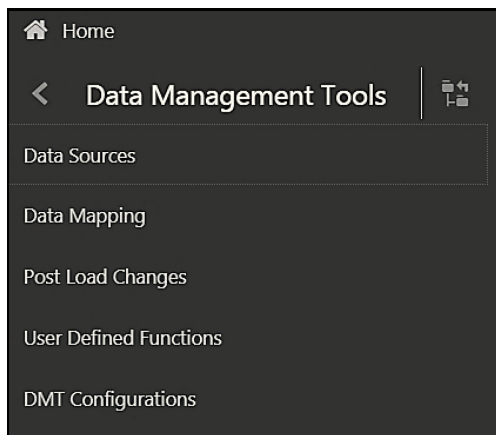 Home
Data Management Tools
Data Sources
Data Mapping
Post Load Changes
User Defined Functions
DMT Configurations